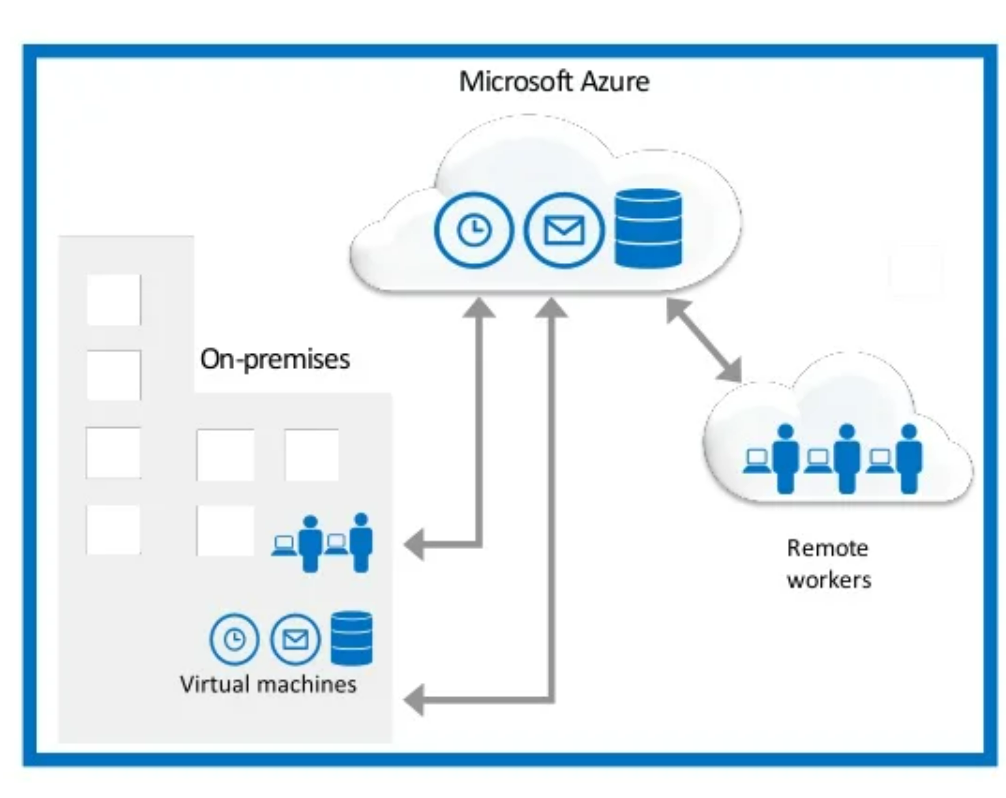 Microsoft Azure
On-premises
Remote
workers
Virtual machines